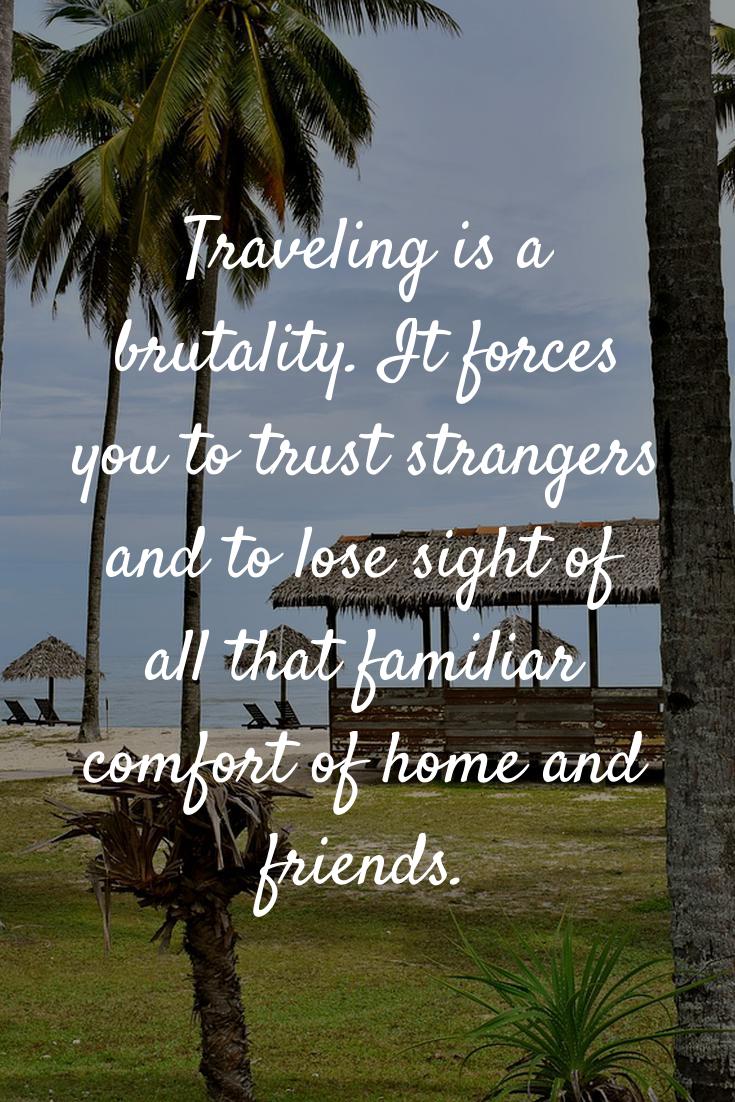 Traveling is a
brutality. It forces
you to trust strangers
and to lose sight of
all that familiar
comfort of home and
friends.